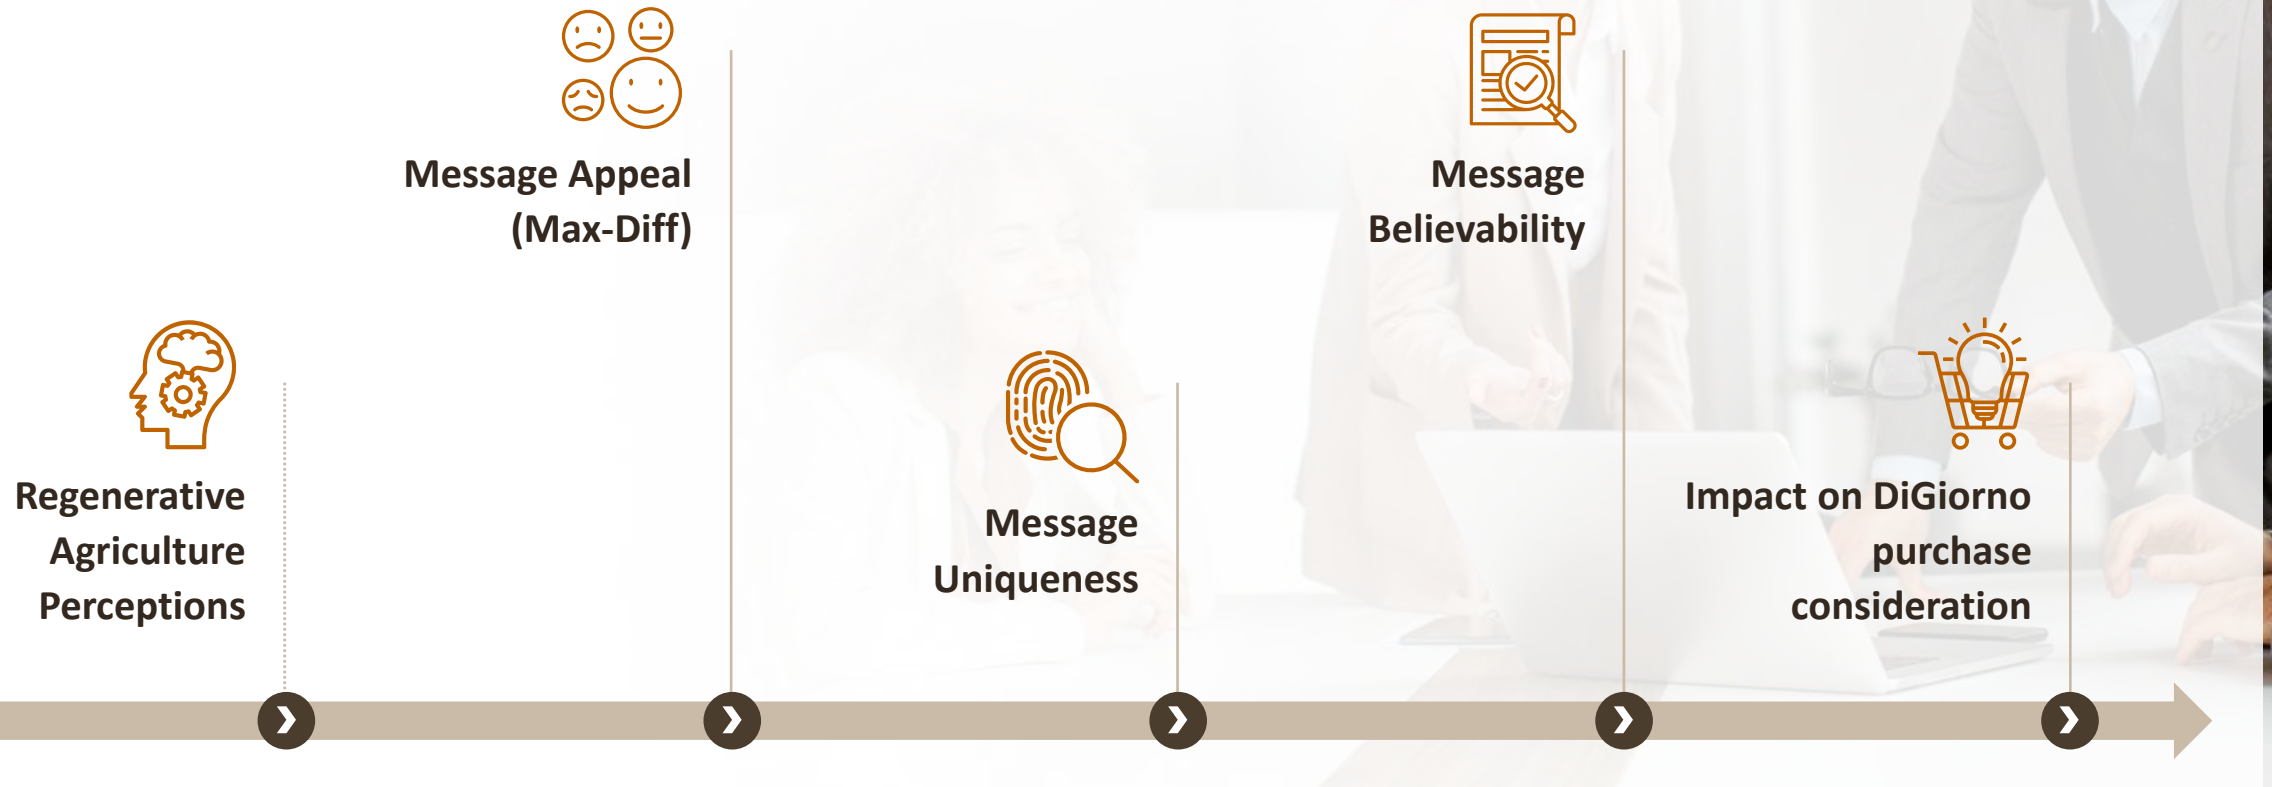 Regenerative
Agriculture
Perceptions
Message Appeal
(Max-Diff)
Message
Uniqueness
Message
Believability
Impact on DiGiorno
purchase
consideration